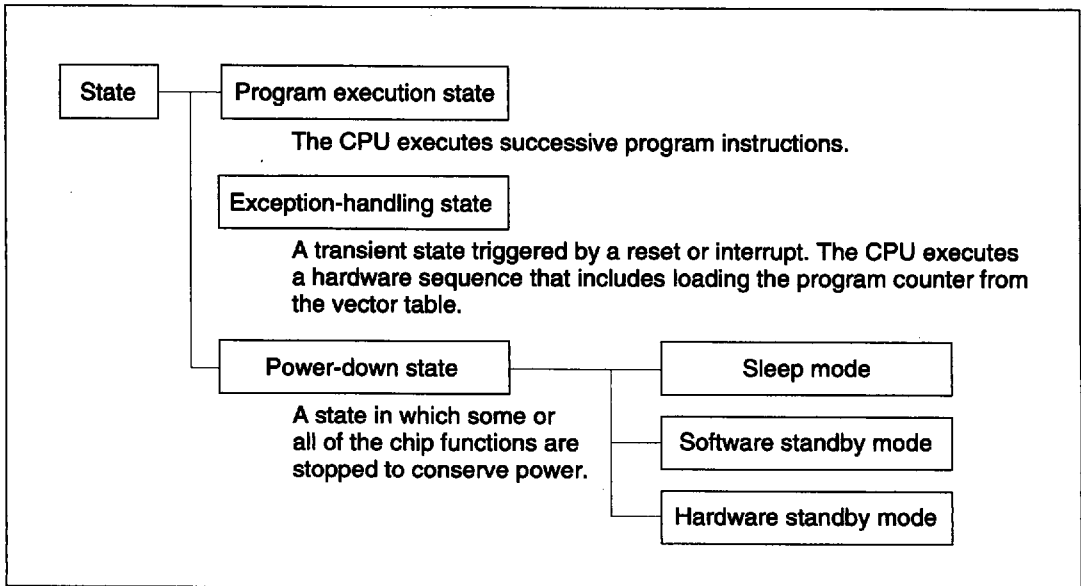 State
Program execution state
The CPU executes successive program instructions.
Exception-handling state
A transient state triggered by a reset or interrupt. The CPU executes
a hardware sequence that includes loading the program counter from
the vector table.
Power-down state
Sleep mode
A state in which some or
all of the chip functions are
stopped to conserve power.
Software standby mode
Hardware standby mode